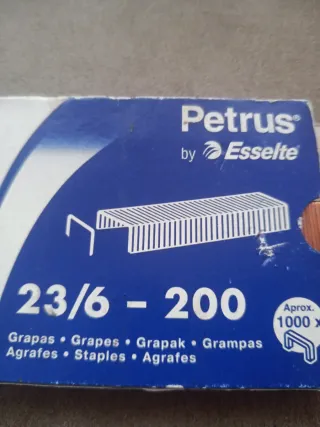 Petrus®
by Esselte
23/6 - 200
Grapas • Grapes • Grapak • Grampas
Agrafes • Staples • Agrafes
Aprox.
1000 x